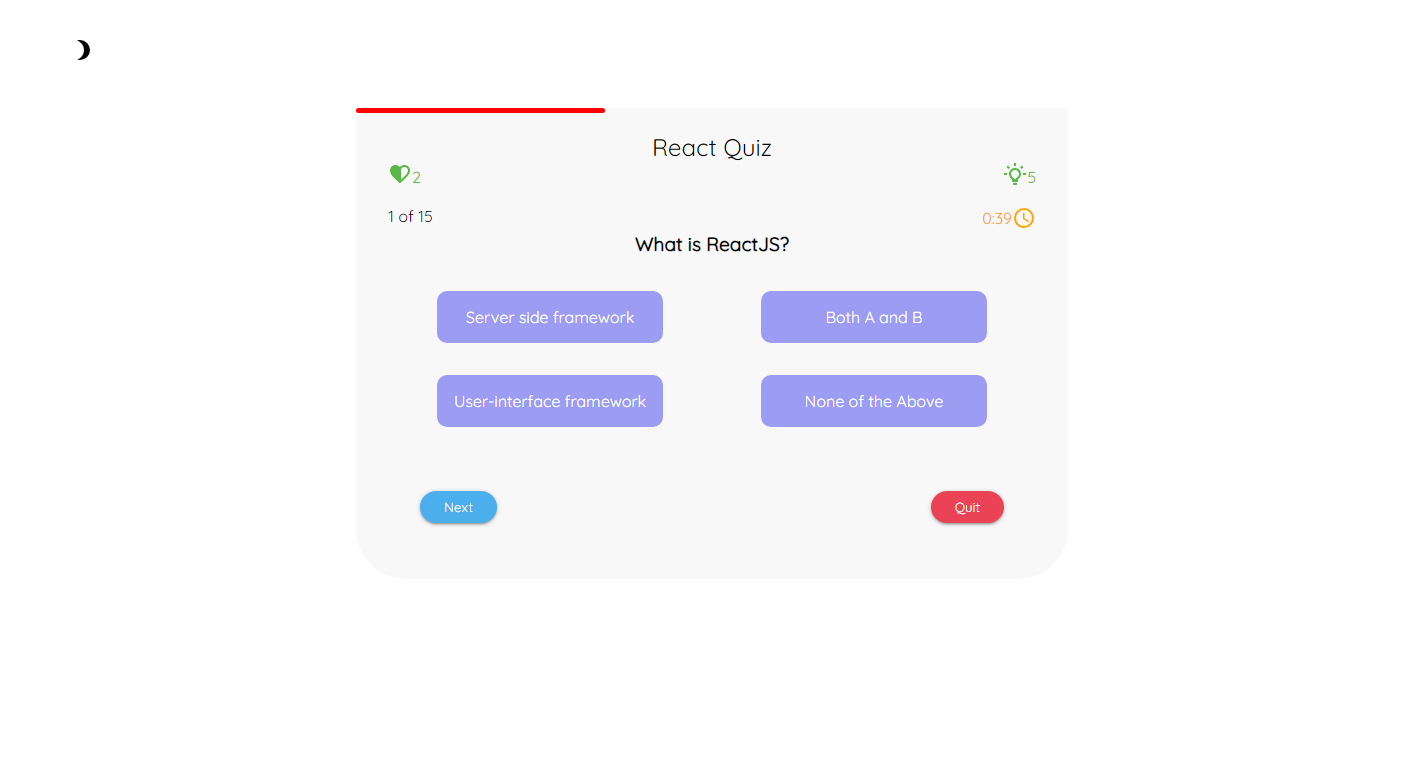 React Quiz
2
5
1 of 15
0:39
What is ReactJS?
Server side framework
Both A and B
User-interface framework
None of the Above
Next
Quit